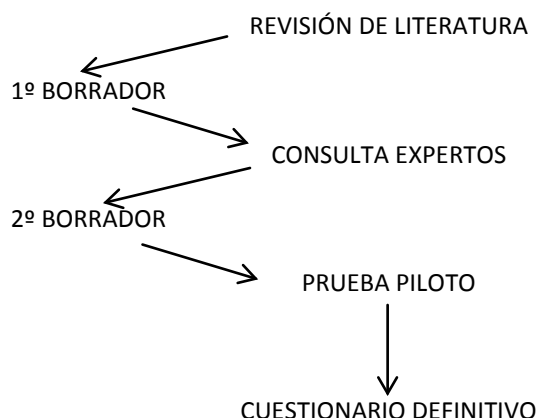 REVISIÓN DE LITERATURA
1º BORRADOR
CONSULTA EXPERTOS
2º BORRADOR
PRUEBA PILOTO
CUESTIONARIO DEFINITIVO